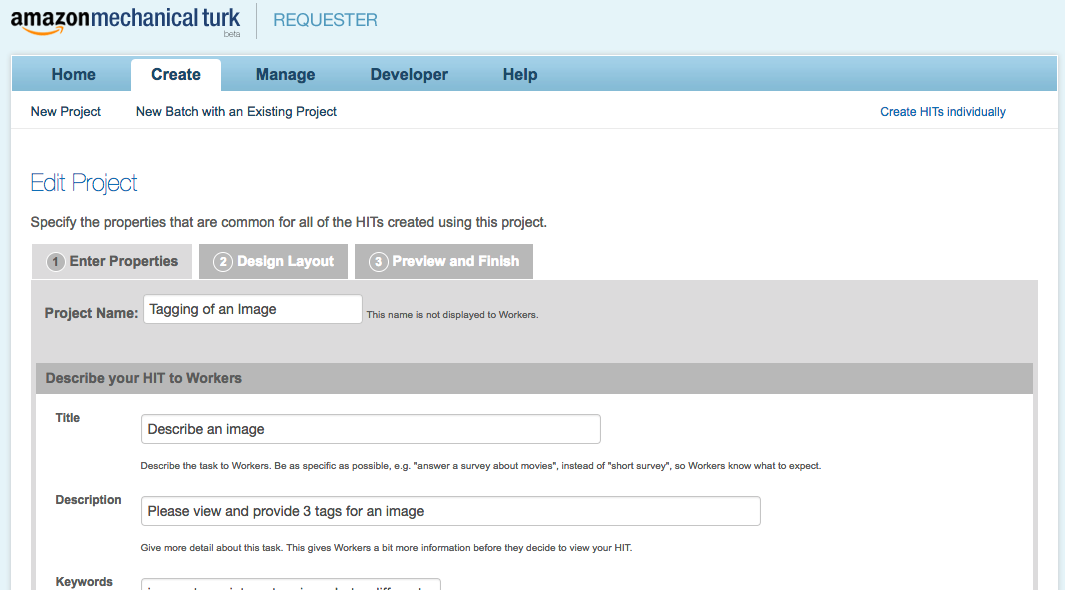 amazonmechanical turk
beta
REQUESTER
Home Create Manage Developer Help
New Project New Batch with an Existing Project Create HITs individually
Edit Project
Specify the properties that are common for all of the HITs created using this project.
1 Enter Properties 2 Design Layout 3 Preview and Finish
Project Name: Tagging of an Image This name is not displayed to Workers.
Describe your HIT to Workers
Title
Describe an image
Describe the task to Workers. Be as specific as possible, e.g. "answer a survey about movies", instead of "short survey", so Workers know what to expect.
Description
Please view and provide 3 tags for an image
Give more detail about this task. This gives Workers a bit more information before they decide to view your HIT.
Keywords